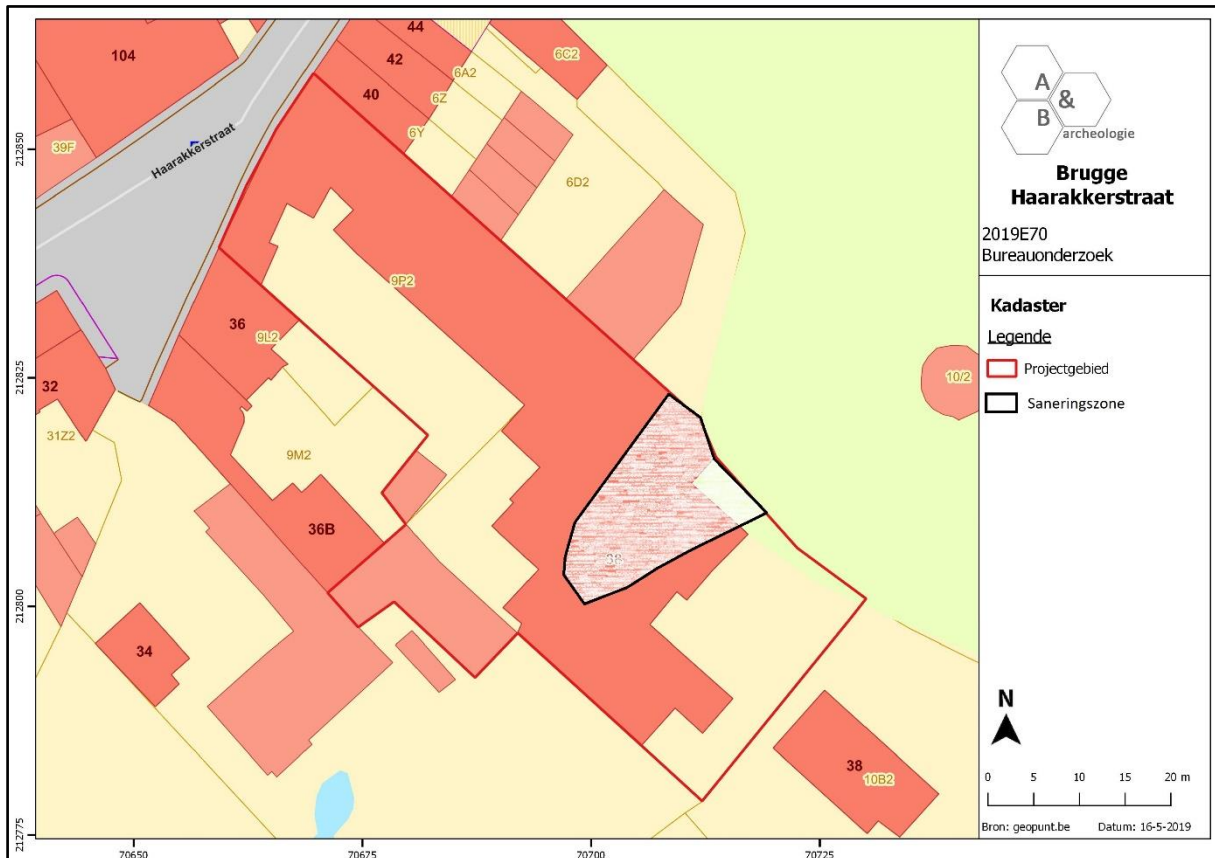 104
39F
Haarakkerstraat
44
42
40
6A2
6Z
6Y
6C2
6D2
9P2
36
9L2
32
31Z2
9M2
36B
34
38
38
10B2
10/2
212850
212825
212800
212775
70650
70675
70700
70725
A
&
B
archeologie
Brugge
Haarakkerstraat
2019E70
Bureauonderzoek
Kadaster
Legende
Projectgebied
Saneringszone
N
0 5 10 15 20 m
Bron: geopunt.be Datum: 16-5-2019